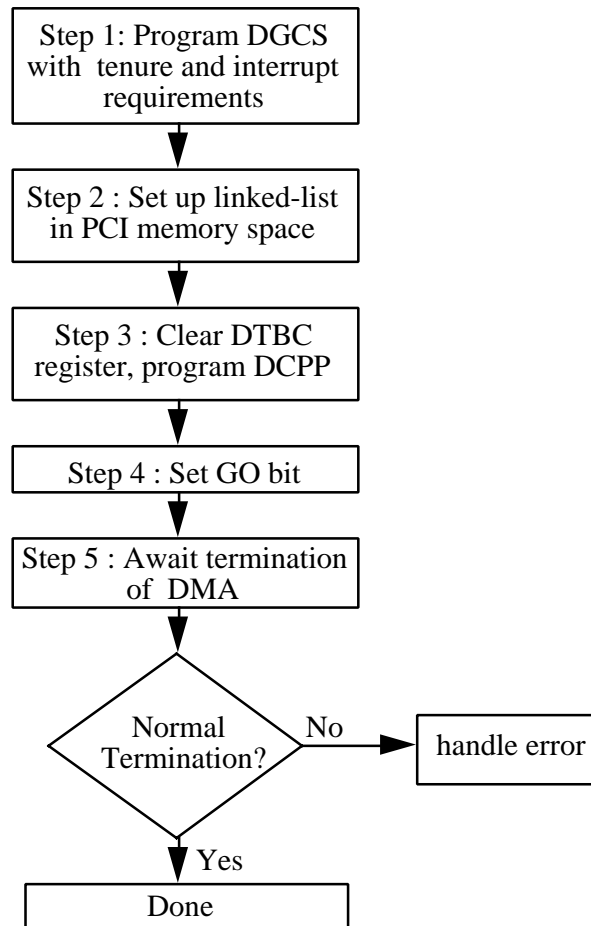 Step 1: Program DGCS
with tenure and interrupt
requirements
Step 2 : Set up linked-list
in PCI memory space
Step 3 : Clear DTBC
register, program DCPP
Step 4 : Set GO bit
Step 5 : Await termination
of DMA
Normal
Termination?
No
handle error
Yes
Done